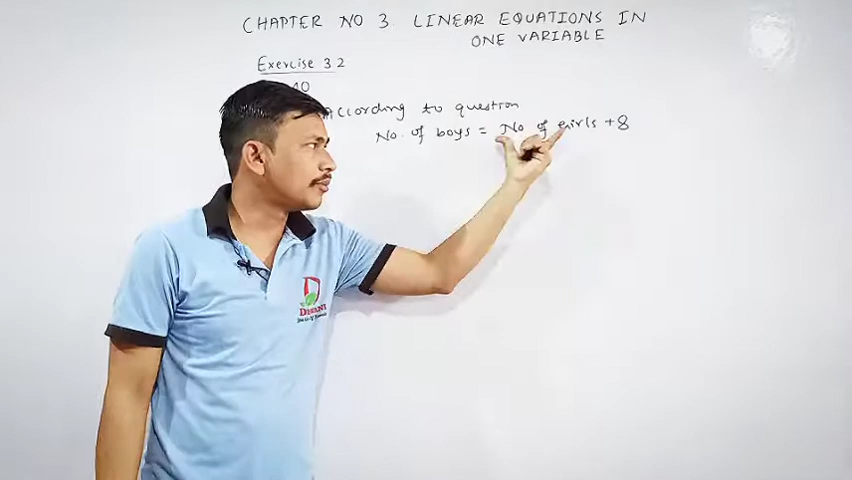 CHAPTER NO 3. LINEAR EQUATIONS IN
ONE VARIABLE
Exercise 3.2
According to question
No. of boys = No of girls + 8